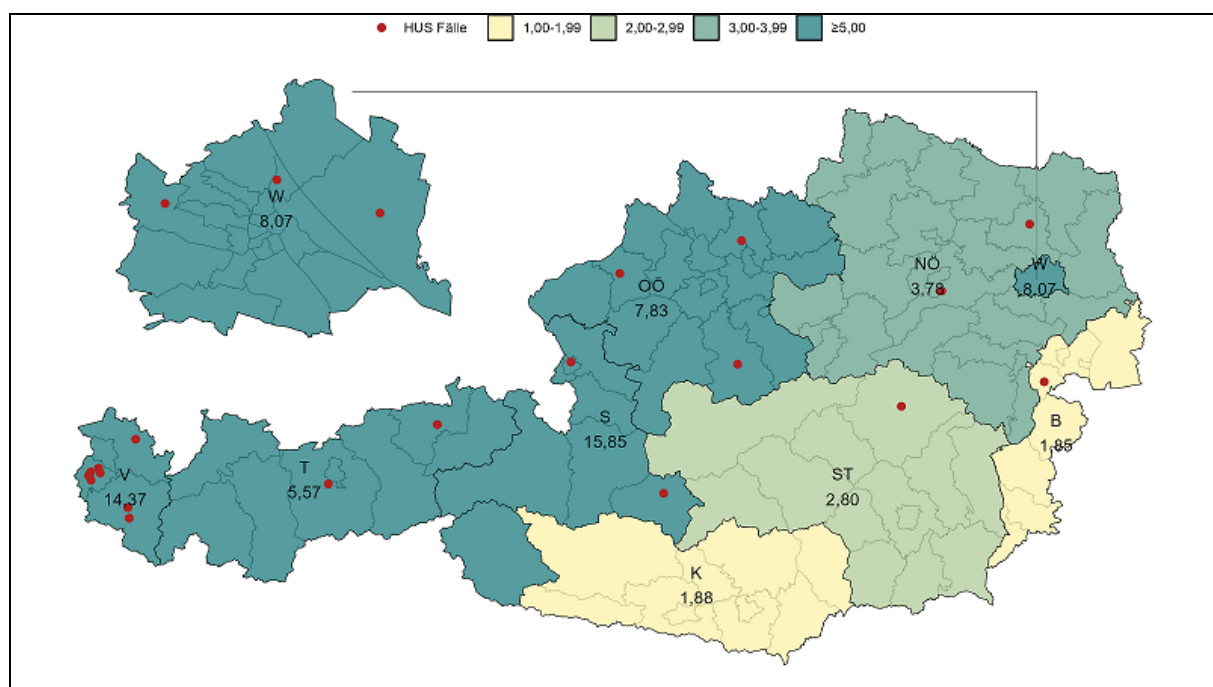 HUS Fälle 1,00-1,99 2,00-2,99 3,00-3,99 ≥5,00
W
8,07
OÖ
7,83
NÖ
3,78
W
8,07
B
1,85
S
15,85
V
14,37
T
5,57
ST
2,80
K
1,88